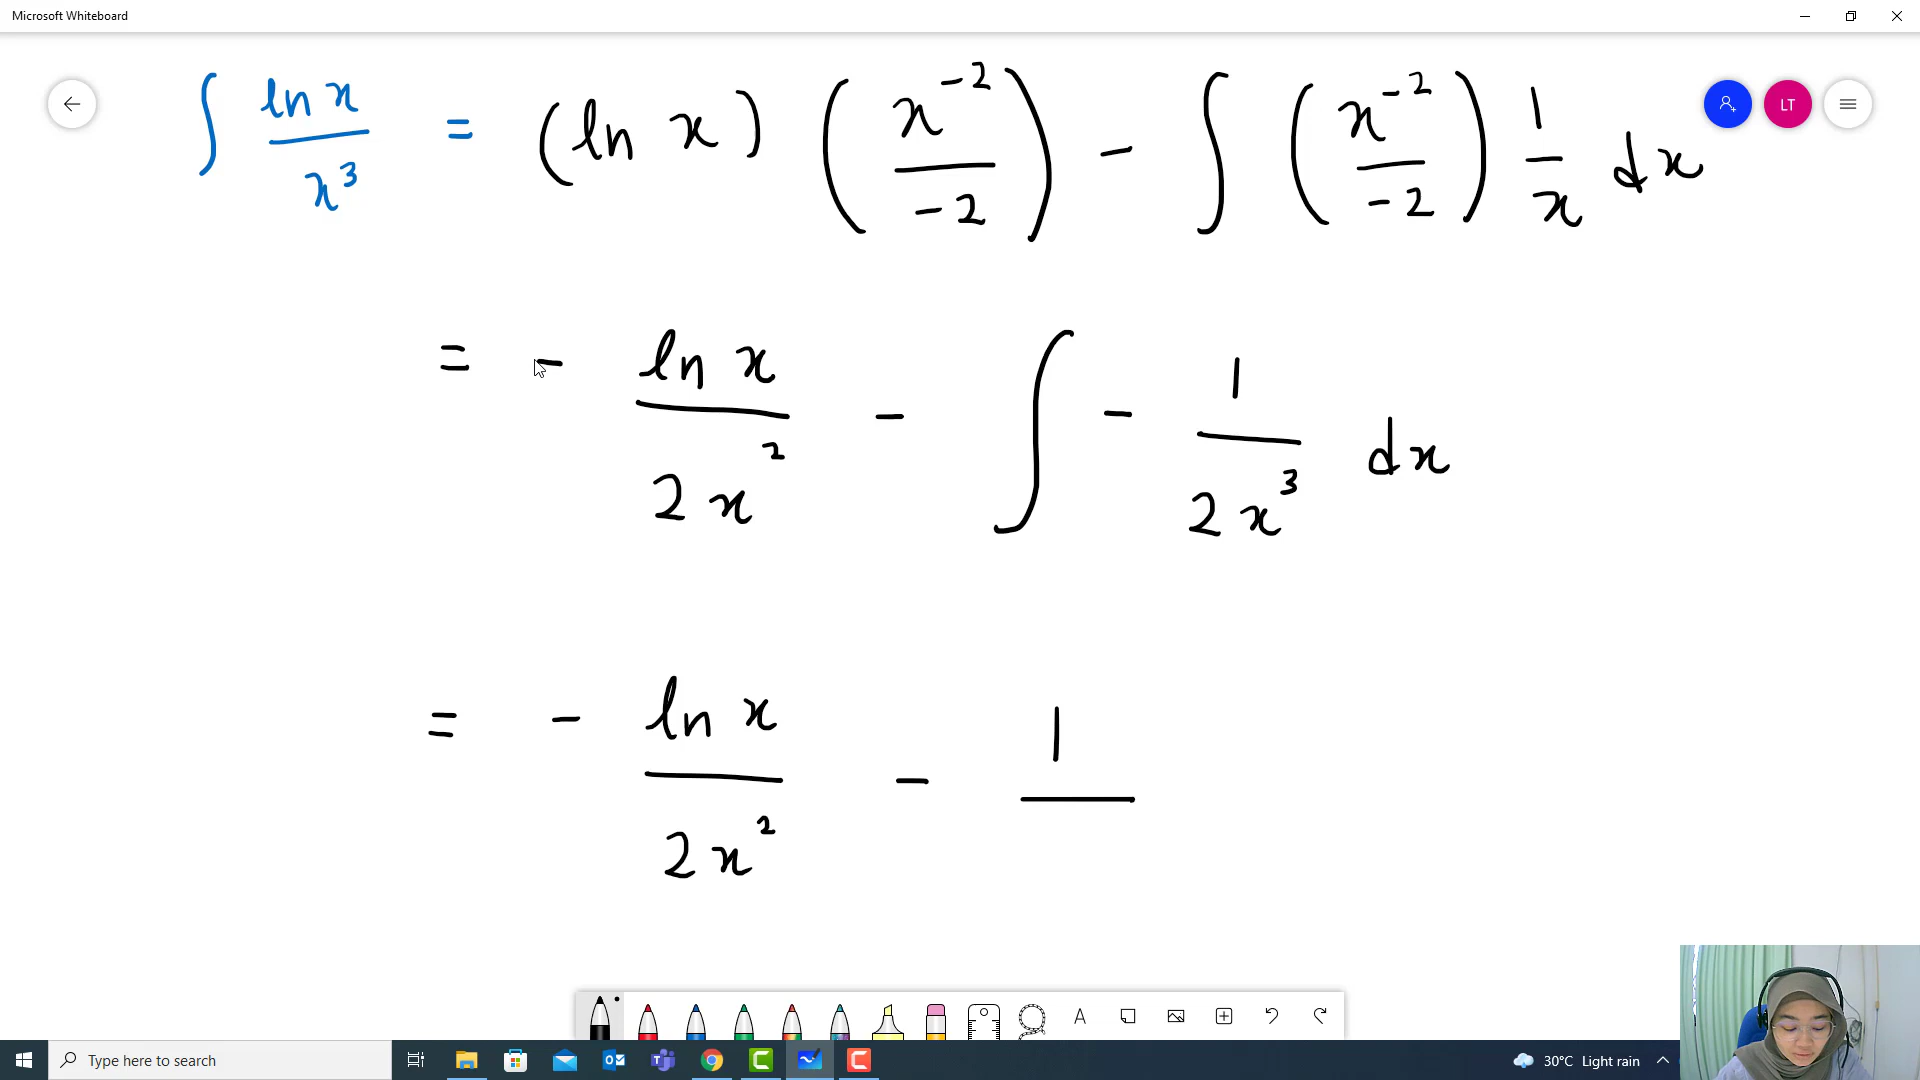 Microsoft Whiteboard
∫ ln x / x³ = (ln x) (x⁻² / -2) - ∫ (x⁻² / -2) 1/x dx
LT
= - ln x / 2x² - ∫ - 1 / 2x³ dx
= - ln x / 2x² - 1 /
A
Type here to search
30°C Light rain